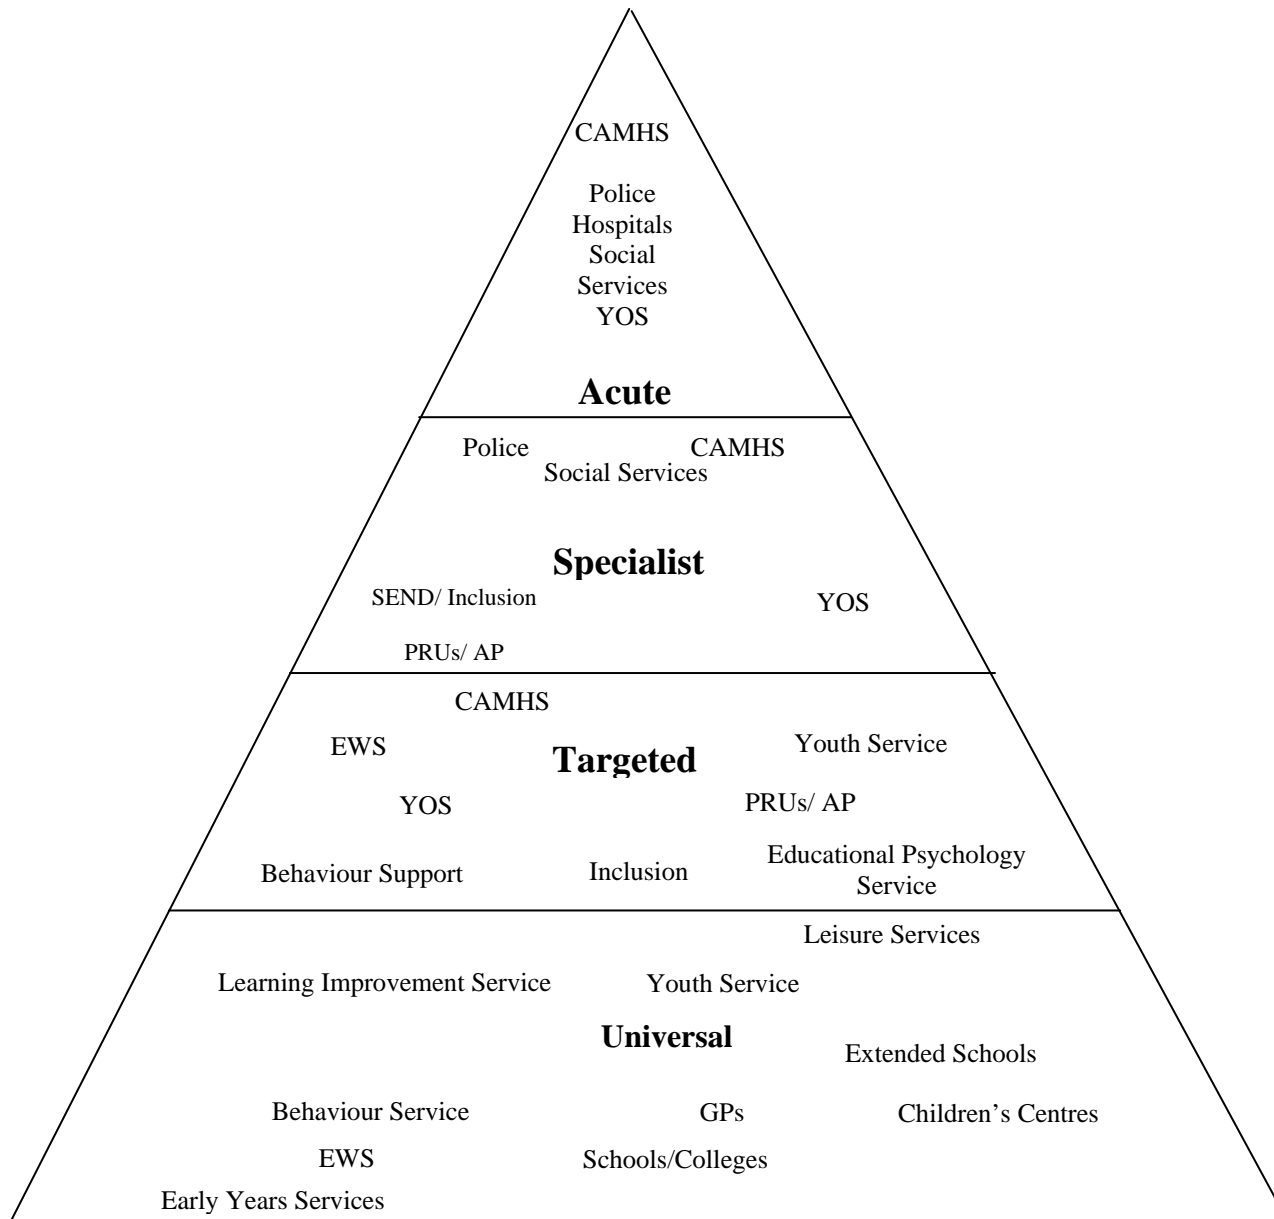 CAMHS
Police
Hospitals
Social
Services
YOS
Acute
Police
CAMHS
Social Services
Specialist
SEND/ Inclusion
YOS
PRUs/ AP
CAMHS
EWS
Targeted
Youth Service
YOS
PRUs/ AP
Behaviour Support
Inclusion
Educational Psychology
Service
Leisure Services
Learning Improvement Service
Youth Service
Universal
Extended Schools
Behaviour Service
GPs
Children’s Centres
EWS
Schools/Colleges
Early Years Services